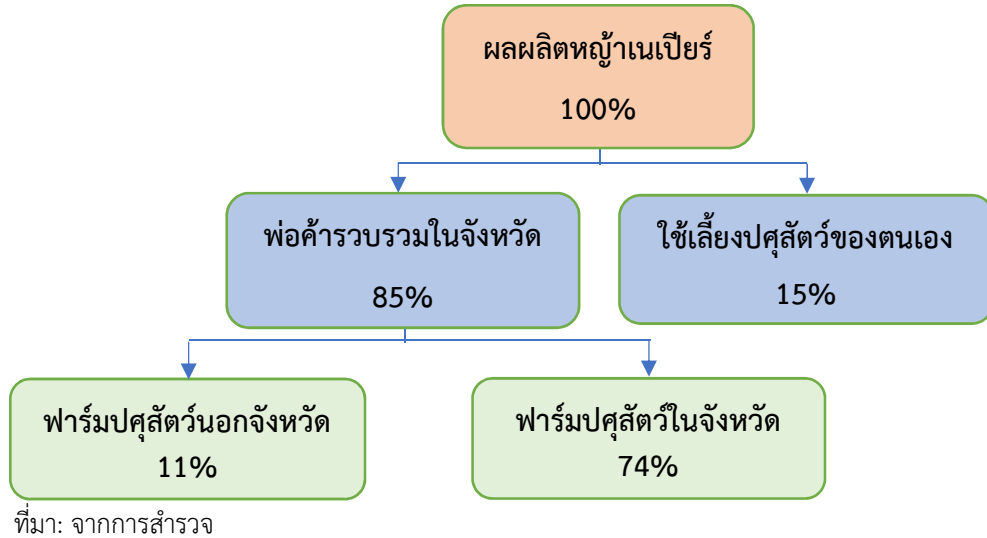 ผลผลิตหญ้าเนเปียร์
100%
พ่อค้ารวบรวมในจังหวัด
85%
ใช้เลี้ยงปศุสัตว์ของตนเอง
15%
ฟาร์มปศุสัตว์นอกจังหวัด
11%
ฟาร์มปศุสัตว์ในจังหวัด
74%
ที่มา: จากการสำรวจ